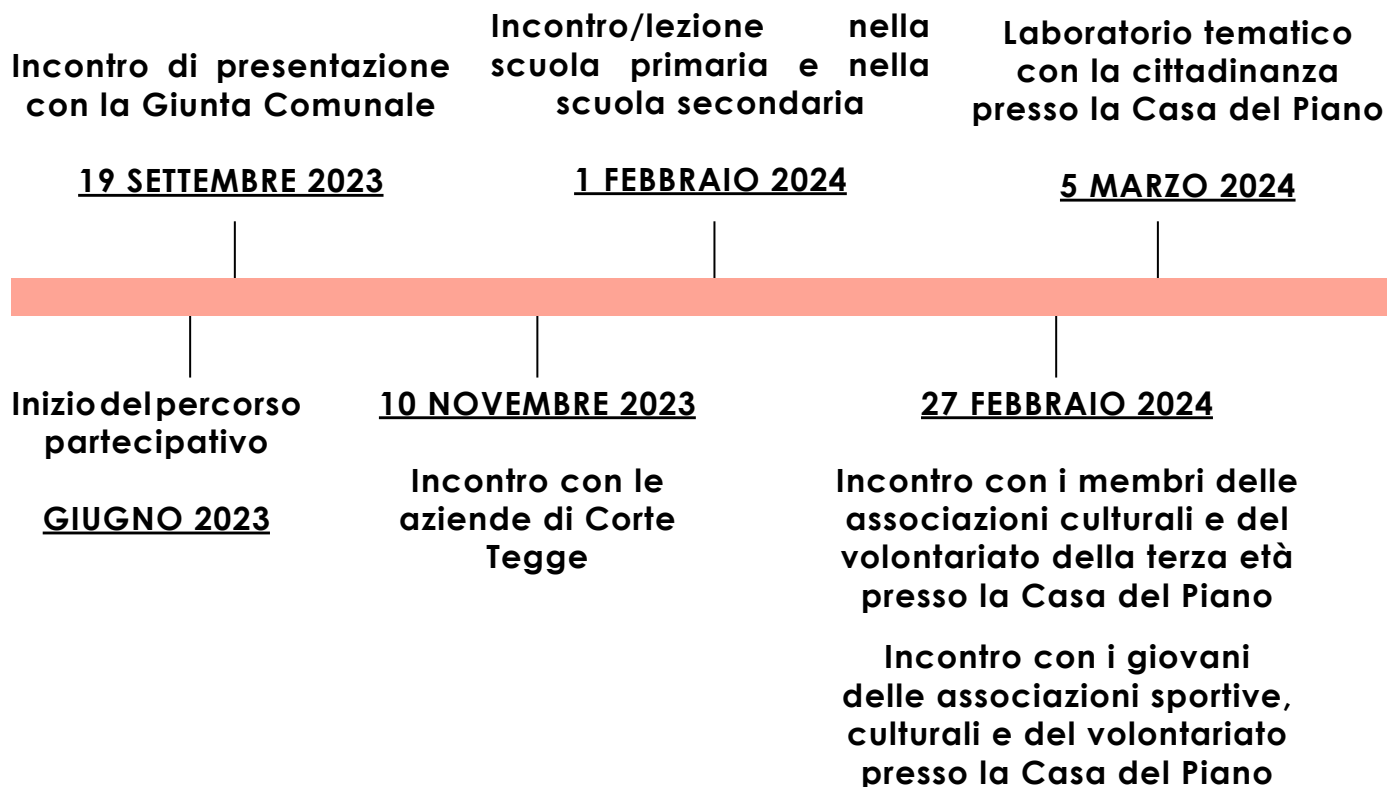 Incontro di presentazione
con la Giunta Comunale
19 SETTEMBRE 2023
Incontro/lezione nella
scuola primaria e nella
scuola secondaria
1 FEBBRAIO 2024
Laboratorio tematico
con la cittadinanza
presso la Casa del Piano
5 MARZO 2024
Inizio del percorso
partecipativo
GIUGNO 2023
10 NOVEMBRE 2023
Incontro con le
aziende di Corte
Tegge
27 FEBBRAIO 2024
Incontro con i membri delle
associazioni culturali e del
volontariato della terza età
presso la Casa del Piano
Incontro con i giovani
delle associazioni sportive,
culturali e del volontariato
presso la Casa del Piano